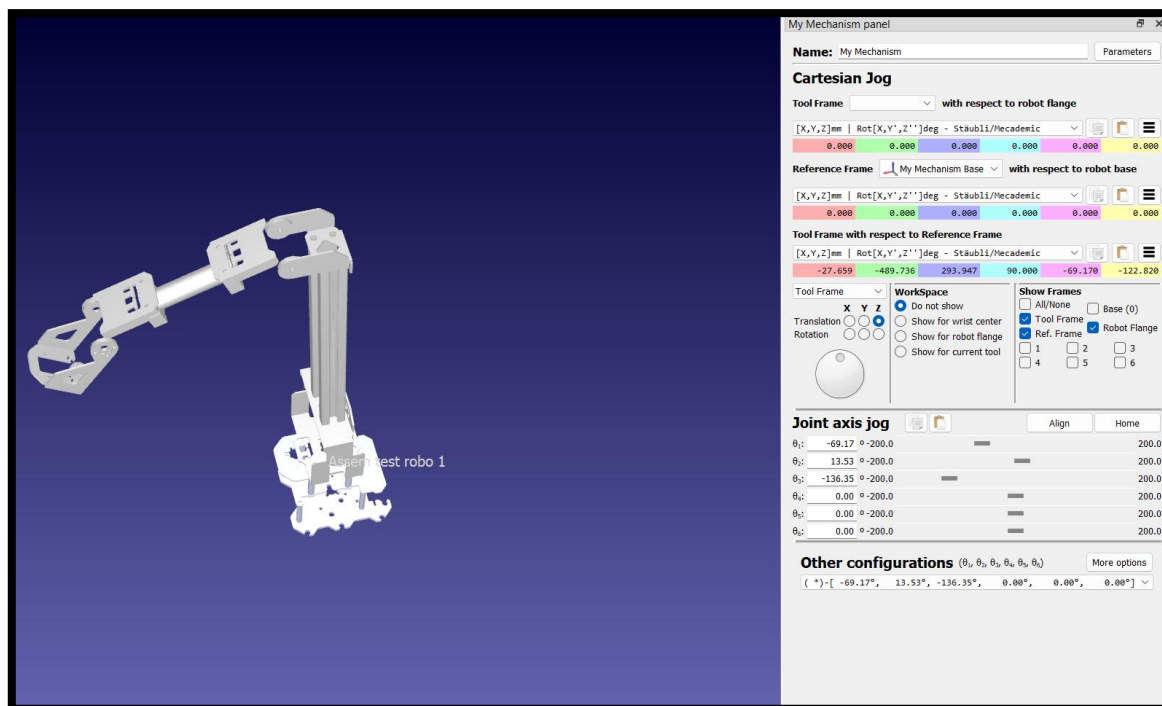 My Mechanism panel
Name: My Mechanism Parameters
Cartesian Jog
Tool Frame with respect to robot flange
[X,Y,Z]mm | Rot[X,Y',Z'']deg - Stäubli/Mecademic
0.000 0.000 0.000 0.000 0.000 0.000
Reference Frame My Mechanism Base with respect to robot base
[X,Y,Z]mm | Rot[X,Y',Z'']deg - Stäubli/Mecademic
0.000 0.000 0.000 0.000 0.000 0.000
Tool Frame with respect to Reference Frame
[X,Y,Z]mm | Rot[X,Y',Z'']deg - Stäubli/Mecademic
-27.659 -489.736 293.947 90.000 -69.170 -122.820
Tool Frame
X Y Z
Translation
Rotation
WorkSpace
Do not show
Show for wrist center
Show for robot flange
Show for current tool
Show Frames
All/None Base (0)
Tool Frame Robot Flange
Ref. Frame
1 2 3
4 5 6
Joint axis jog Align Home
θ₁: -69.17 º -200.0 200.0
θ₂: 13.53 º -200.0 200.0
θ₃: -136.35 º -200.0 200.0
θ₄: 0.00 º -200.0 200.0
θ₅: 0.00 º -200.0 200.0
θ₆: 0.00 º -200.0 200.0
Other configurations (θ₁, θ₂, θ₃, θ₄, θ₅, θ₆) More options
( *)-[ -69.17°, 13.53°, -136.35°, 0.00°, 0.00°, 0.00°]
Assem test robo 1